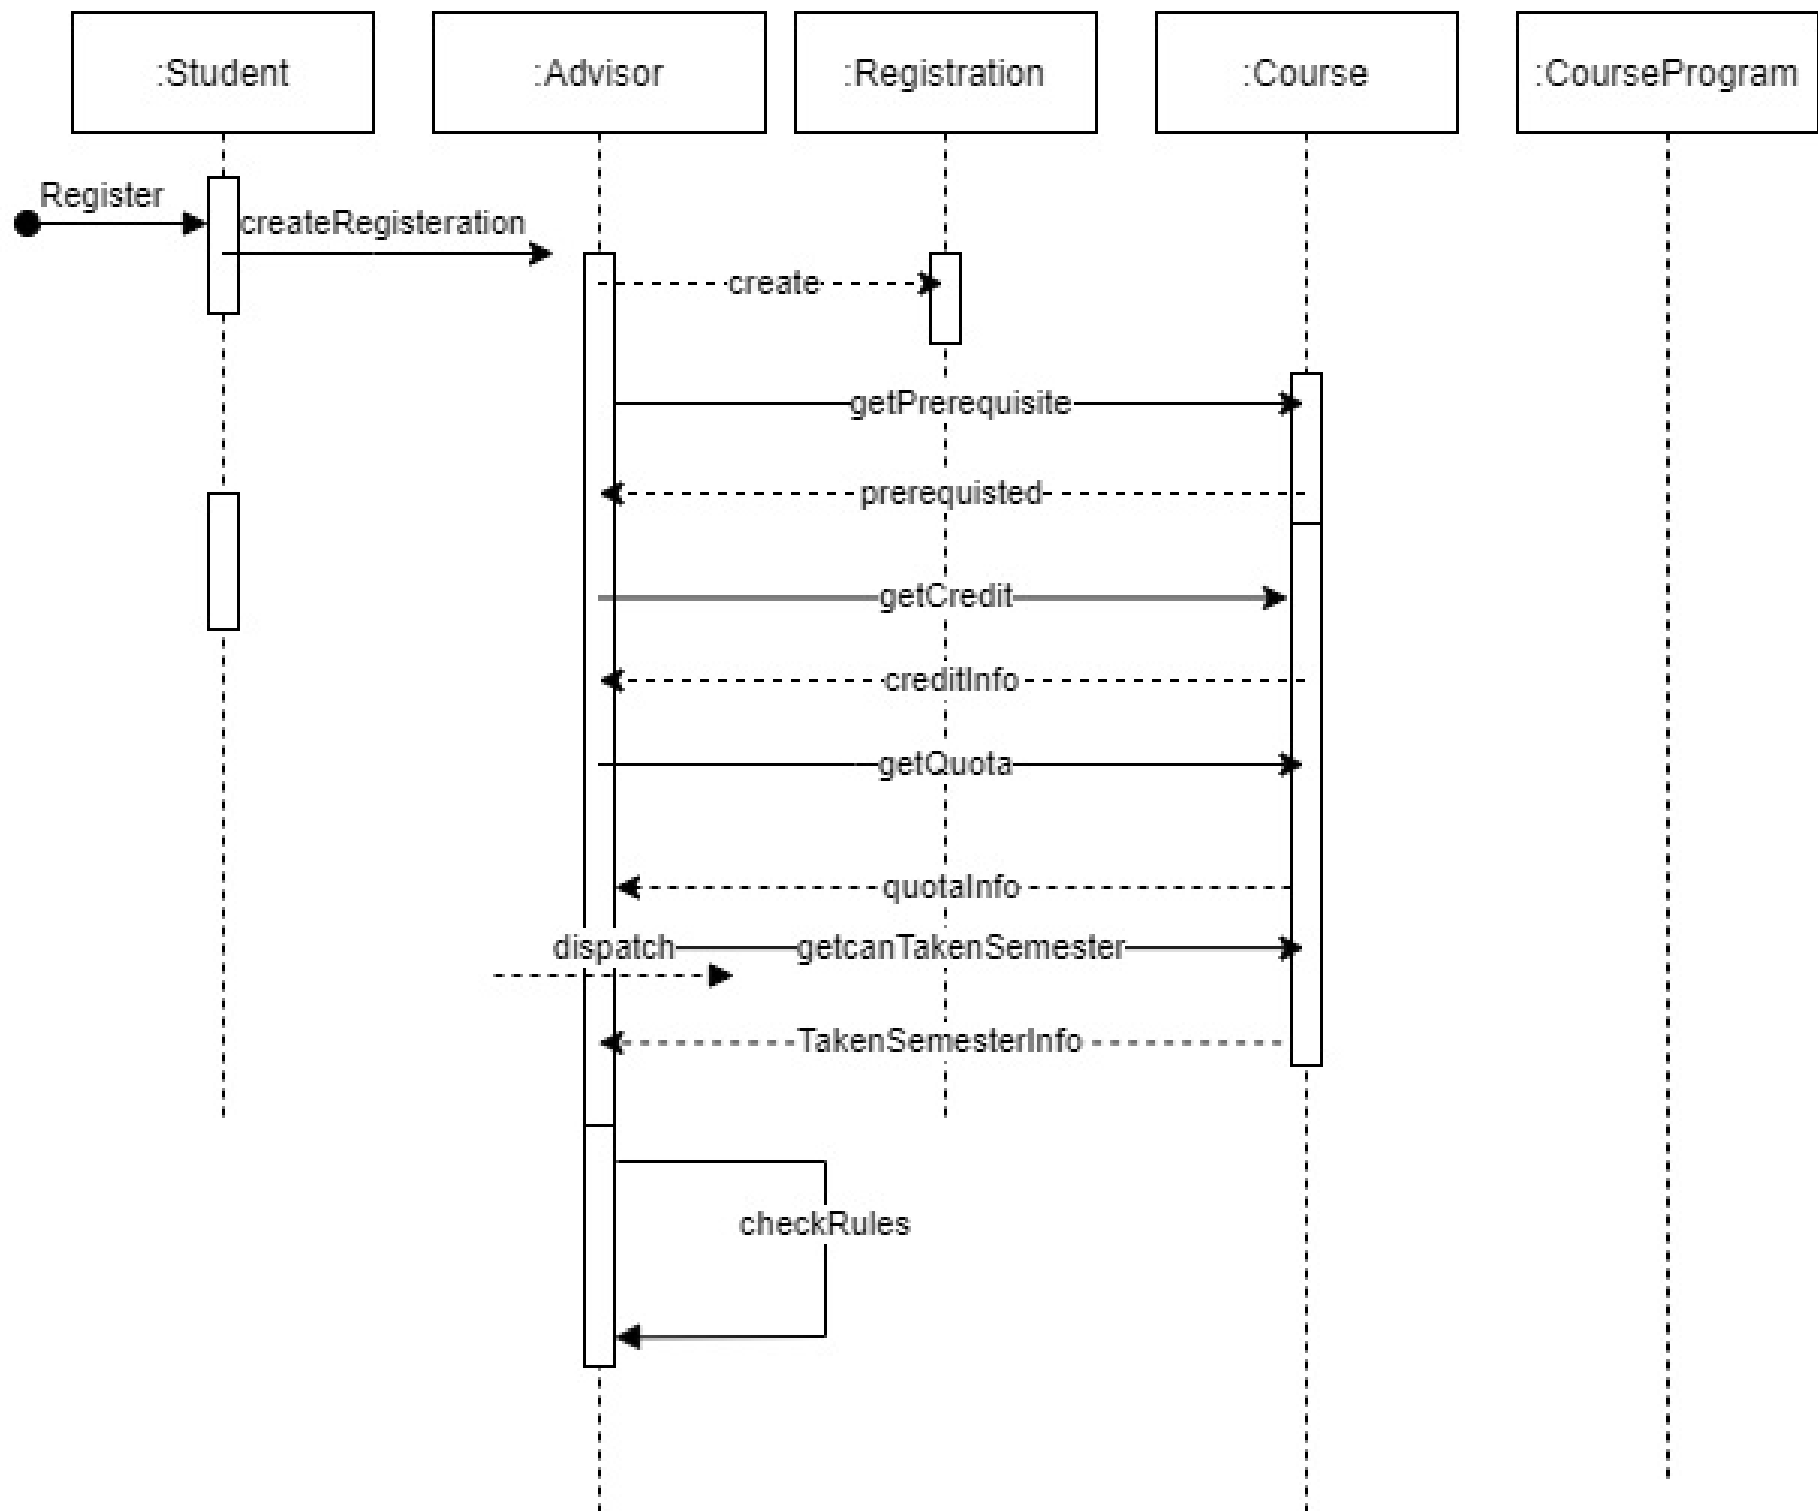 :Student
:Advisor
:Registration
:Course
:CourseProgram
Register
createRegisteration
create
getPrerequisite
prerequisted
getCredit
creditInfo
getQuota
quotaInfo
dispatch
getcanTakenSemester
TakenSemesterInfo
checkRules